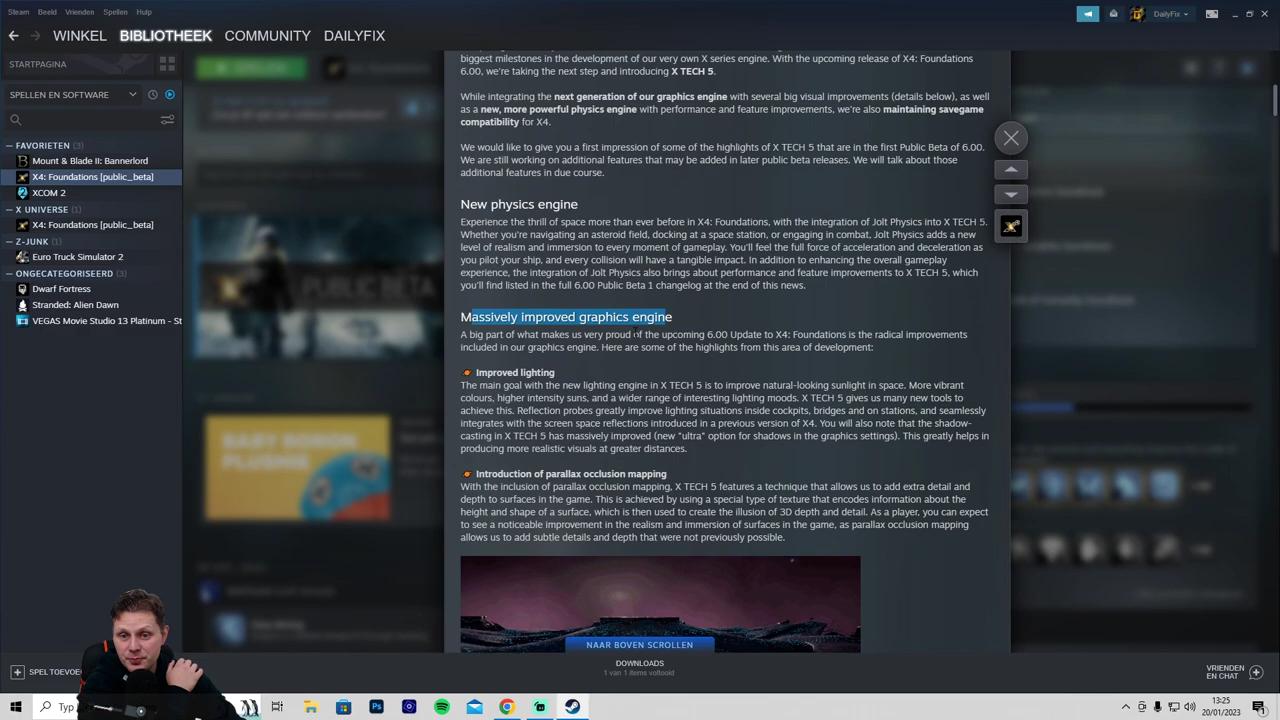 Steam Beeld Vrienden Spellen Help
DailyFix
WINKEL BIBLIOTHEEK COMMUNITY DAILYFIX
STARTPAGINA
SPELLEN EN SOFTWARE
FAVORIETEN (3)
Mount & Blade II: Bannerlord
X4: Foundations [public_beta]
XCOM 2
X UNIVERSE (1)
X4: Foundations [public_beta]
Z-JUNK (1)
Euro Truck Simulator 2
ONGECATEGORISEERD (3)
Dwarf Fortress
Stranded: Alien Dawn
VEGAS Movie Studio 13 Platinum - St
PUBLIC
BABY BORON
PLUSHIE
biggest milestones in the development of our very own X series engine. With the upcoming release of X4: Foundations
6.00, we're taking the next step and introducing X TECH 5.
While integrating the next generation of our graphics engine with several big visual improvements (details below), as well
as a new, more powerful physics engine with performance and feature improvements, we're also maintaining savegame
compatibility for X4.
We would like to give you a first impression of some of the highlights of X TECH 5 that are in the first Public Beta of 6.00.
We are still working on additional features that may be added in later public beta releases. We will talk about those
additional features in due course.
New physics engine
Experience the thrill of space more than ever before in X4: Foundations, with the integration of Jolt Physics into X TECH 5.
Whether you're navigating an asteroid field, docking at a space station, or engaging in combat, Jolt Physics adds a new
level of realism and immersion to every moment of gameplay. You'll feel the full force of acceleration and deceleration as
you pilot your ship, and every collision will have a tangible impact. In addition to enhancing the overall gameplay
experience, the integration of Jolt Physics also brings about performance and feature improvements to X TECH 5, which
you'll find listed in the full 6.00 Public Beta 1 changelog at the end of this news.
Massively improved graphics engine
A big part of what makes us very proud of the upcoming 6.00 Update to X4: Foundations is the radical improvements
included in our graphics engine. Here are some of the highlights from this area of development:
Improved lighting
The main goal with the new lighting engine in X TECH 5 is to improve natural-looking sunlight in space. More vibrant
colours, higher intensity suns, and a wider range of interesting lighting moods. X TECH 5 gives us many new tools to
achieve this. Reflection probes greatly improve lighting situations inside cockpits, bridges and on stations, and seamlessly
integrates with the screen space reflections introduced in a previous version of X4. You will also note that the shadow-
casting in X TECH 5 has massively improved (new "ultra" option for shadows in the graphics settings). This greatly helps in
producing more realistic visuals at greater distances.
Introduction of parallax occlusion mapping
With the inclusion of parallax occlusion mapping, X TECH 5 features a technique that allows us to add extra detail and
depth to surfaces in the game. This is achieved by using a special type of texture that encodes information about the
height and shape of a surface, which is then used to create the illusion of 3D depth and detail. As a player, you can expect
to see a noticeable improvement in the realism and immersion of surfaces in the game, as parallax occlusion mapping
allows us to add subtle details and depth that were not previously possible.
NAAR BOVEN SCROLLEN
SPEL TOEVOE
DOWNLOADS
1 van 1 items voltooid
VRIENDEN
EN CHAT
Typ
13:25
20/01/2023